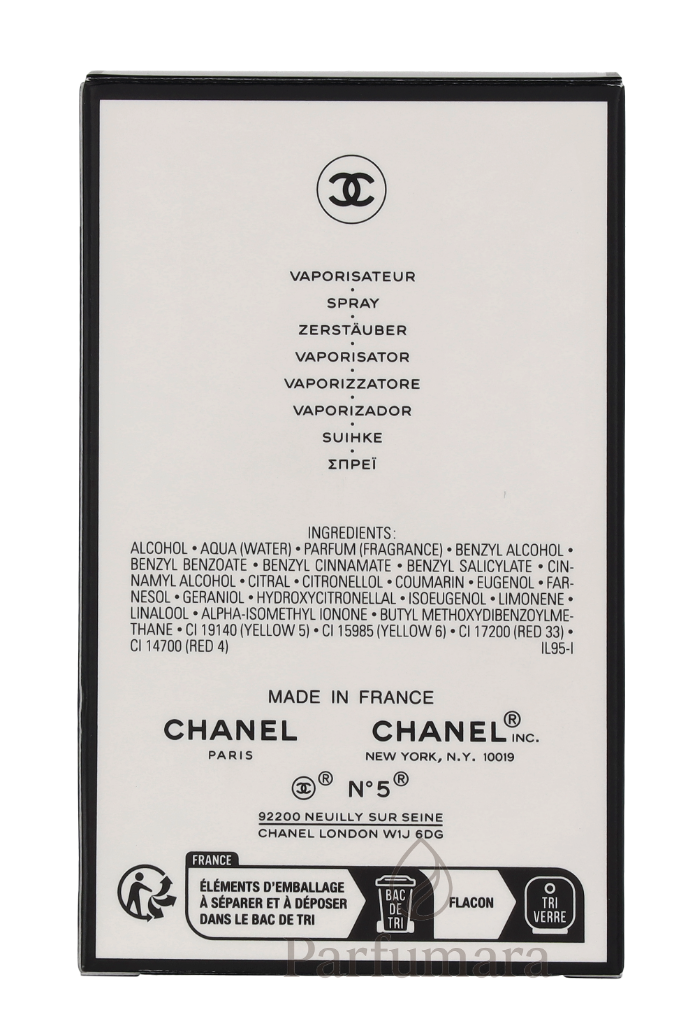 VAPORISATEUR
SPRAY
ZERSTÄUBER
VAPORISATOR
VAPORIZZATORE
VAPORIZADOR
SUIHKE
ΣΠΡΕΪ
INGREDIENTS:
ALCOHOL • AQUA (WATER) • PARFUM (FRAGRANCE) • BENZYL ALCOHOL •
BENZYL BENZOATE • BENZYL CINNAMATE • BENZYL SALICYLATE • CIN-
NAMYL ALCOHOL • CITRAL • CITRONELLOL • COUMARIN • EUGENOL • FAR-
NESOL • GERANIOL • HYDROXYCITRONELLAL • ISOEUGENOL • LIMONENE •
LINALOOL • ALPHA-ISOMETHYL IONONE • BUTYL METHOXYDIBENZOYLME-
THANE • CI 19140 (YELLOW 5) • CI 15985 (YELLOW 6) • CI 17200 (RED 33) •
CI 14700 (RED 4) IL95-I
MADE IN FRANCE
CHANEL CHANEL® INC.
PARIS NEW YORK, N.Y. 10019
® N°5®
92200 NEUILLY SUR SEINE
CHANEL LONDON W1J 6DG
FRANCE
ÉLÉMENTS D'EMBALLAGE
À SÉPARER ET À DÉPOSER
DANS LE BAC DE TRI
BAC
DE
TRI
FLACON
TRI
VERRE
Parfumara